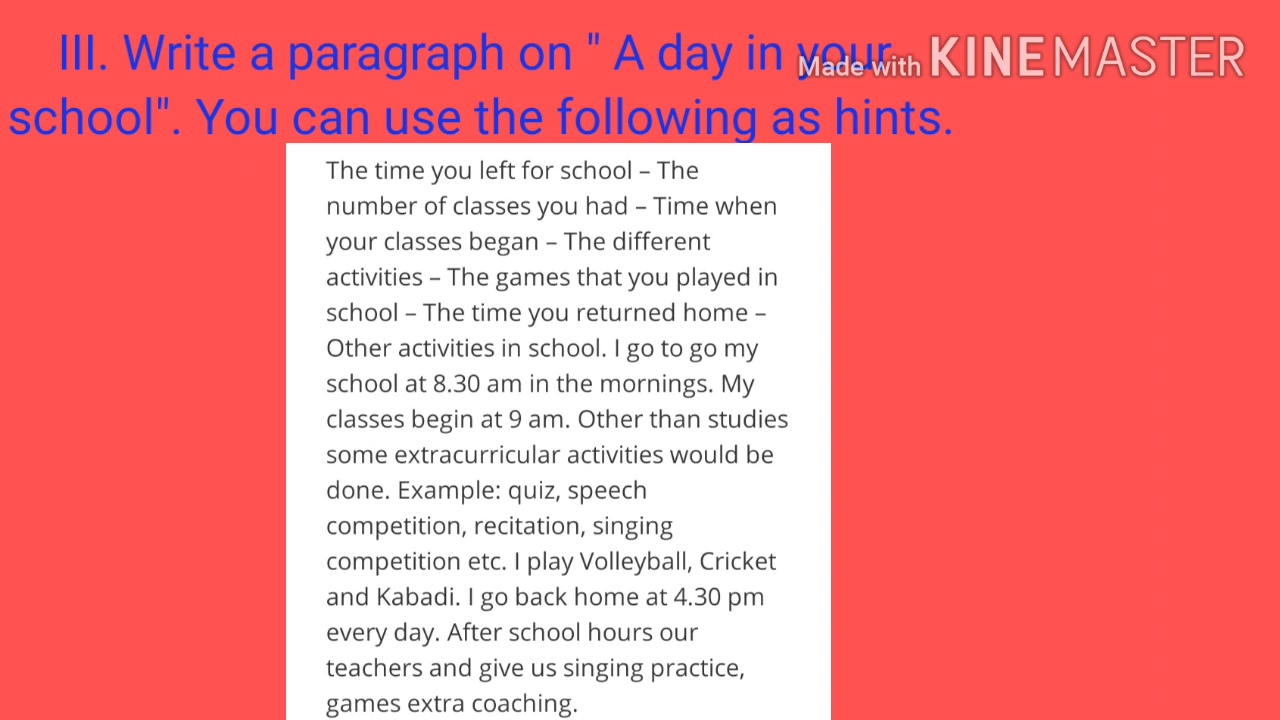 III. Write a paragraph on " A day in your
Made with KINEMASTER
school". You can use the following as hints.
The time you left for school – The
number of classes you had – Time when
your classes began – The different
activities – The games that you played in
school – The time you returned home –
Other activities in school. I go to go my
school at 8.30 am in the mornings. My
classes begin at 9 am. Other than studies
some extracurricular activities would be
done. Example: quiz, speech
competition, recitation, singing
competition etc. I play Volleyball, Cricket
and Kabadi. I go back home at 4.30 pm
every day. After school hours our
teachers and give us singing practice,
games extra coaching.